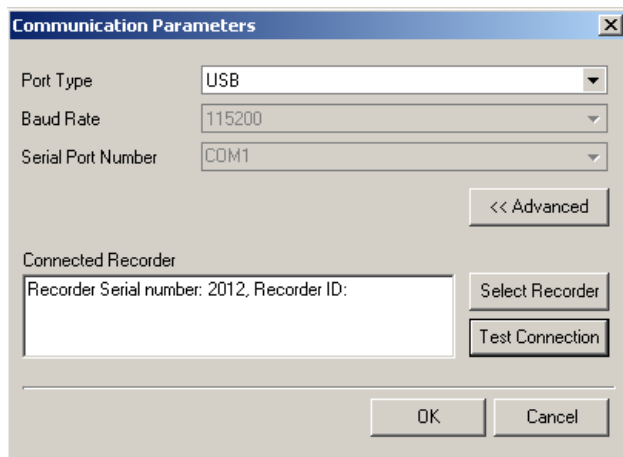 Communication Parameters
Port Type
USB
Baud Rate
115200
Serial Port Number
COM1
<< Advanced
Connected Recorder
Recorder Serial number: 2012, Recorder ID:
Select Recorder
Test Connection
OK
Cancel